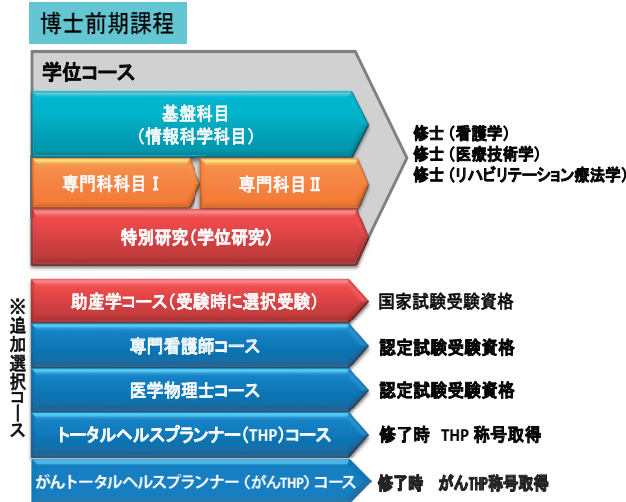 博士前期課程
学位コース
基盤科目
(情報科学科目)
専門科科目Ⅰ
専門科目Ⅱ
特別研究(学位研究)
修士(看護学)
修士(医療技術学)
修士(リハビリテーション療法学)
※追加選択コース
助産学コース(受験時に選択受験)
国家試験受験資格
専門看護師コース
認定試験受験資格
医学物理士コース
認定試験受験資格
トータルヘルスプランナー(THP)コース
修了時 THP 称号取得
がんトータルヘルスプランナー(がんTHP)コース
修了時 がんTHP称号取得